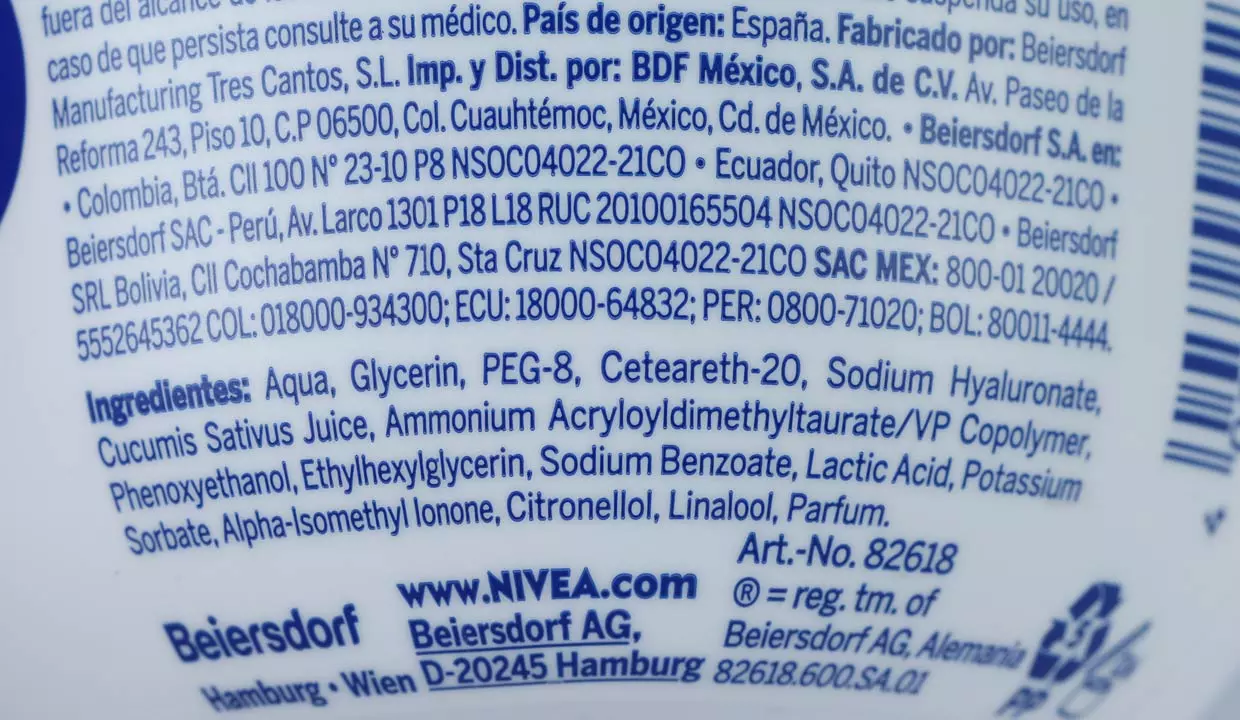 fuera del alcance de suspenda su uso, en
caso de que persista consulte a su médico. País de origen: España. Fabricado por: Beiersdorf
Manufacturing Tres Cantos, S.L. Imp. y Dist. por: BDF México, S.A. de C.V. Av. Paseo de la
Reforma 243, Piso 10, C.P 06500, Col. Cuauhtémoc, México, Cd. de México. • Beiersdorf S.A. en:
• Colombia, Btá. Cll 100 N° 23-10 P8 NSOC04022-21CO • Ecuador, Quito NSOC04022-21CO •
Beiersdorf SAC - Perú, Av. Larco 1301 P18 L18 RUC 20100165504 NSOC04022-21CO • Beiersdorf
SRL Bolivia, Cll Cochabamba N° 710, Sta Cruz NSOC04022-21CO SAC MEX: 800-01 20020 /
5552645362 COL: 018000-934300; ECU: 18000-64832; PER: 0800-71020; BOL: 80011-4444.
Ingredientes: Aqua, Glycerin, PEG-8, Ceteareth-20, Sodium Hyaluronate,
Cucumis Sativus Juice, Ammonium Acryloyldimethyltaurate/VP Copolymer,
Phenoxyethanol, Ethylhexylglycerin, Sodium Benzoate, Lactic Acid, Potassium
Sorbate, Alpha-Isomethyl Ionone, Citronellol, Linalool, Parfum.
Beiersdorf
Hamburg • Wien
www.NIVEA.com
Beiersdorf AG,
D-20245 Hamburg
Art.-No. 82618
® = reg. tm. of
Beiersdorf AG, Alemania
82618.600.SA.01
5
PP